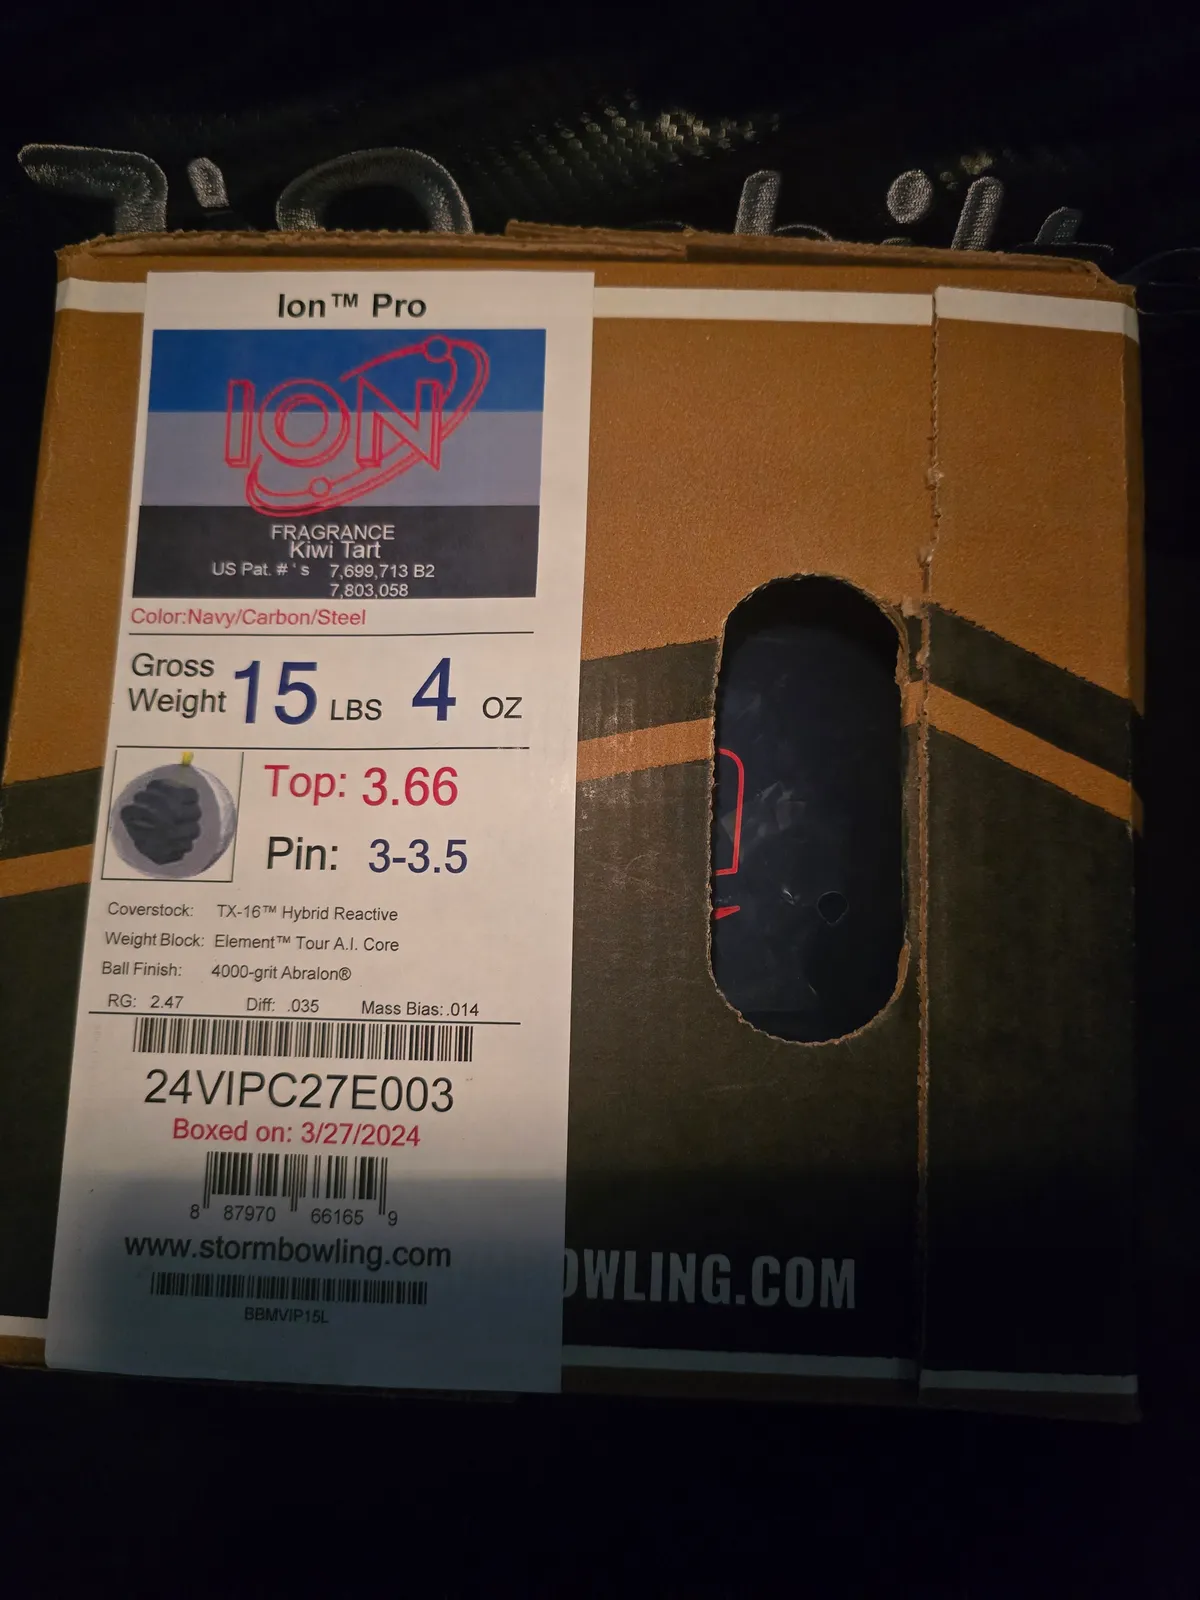 Ion™ Pro
ION
FRAGRANCE
Kiwi Tart
US Pat. # ' s 7,699,713 B2
7,803,058
Color:Navy/Carbon/Steel
Gross Weight 15 LBS 4 OZ
Top: 3.66
Pin: 3-3.5
Coverstock: TX-16™ Hybrid Reactive
Weight Block: Element™ Tour A.I. Core
Ball Finish: 4000-grit Abralon®
RG: 2.47 Diff: .035 Mass Bias:.014
24VIPC27E003
Boxed on: 3/27/2024
8 87970 66165 9
www.stormbowling.com
BBMVIP15L
OWLING.COM